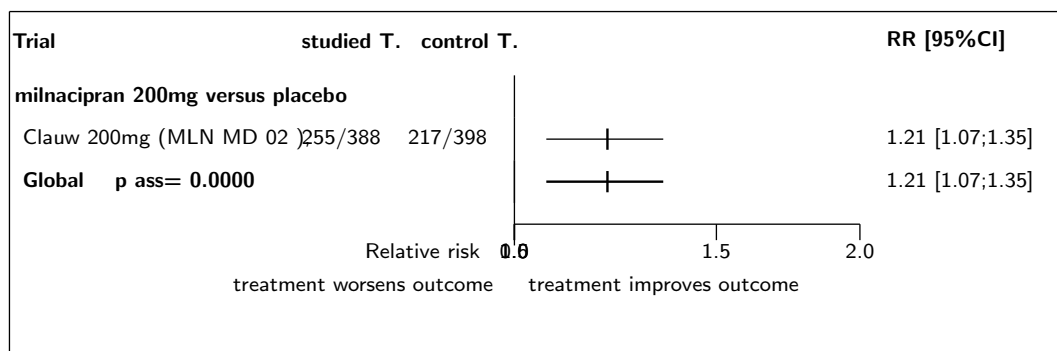 Trial studied T. control T. RR [95%CI]
milnacipran 200mg versus placebo
Clauw 200mg (MLN MD 02 ), 255/388 217/398 1.21 [1.07;1.35]
Global p ass= 0.0000 1.21 [1.07;1.35]
Relative risk 1.5 2.0
treatment worsens outcome treatment improves outcome